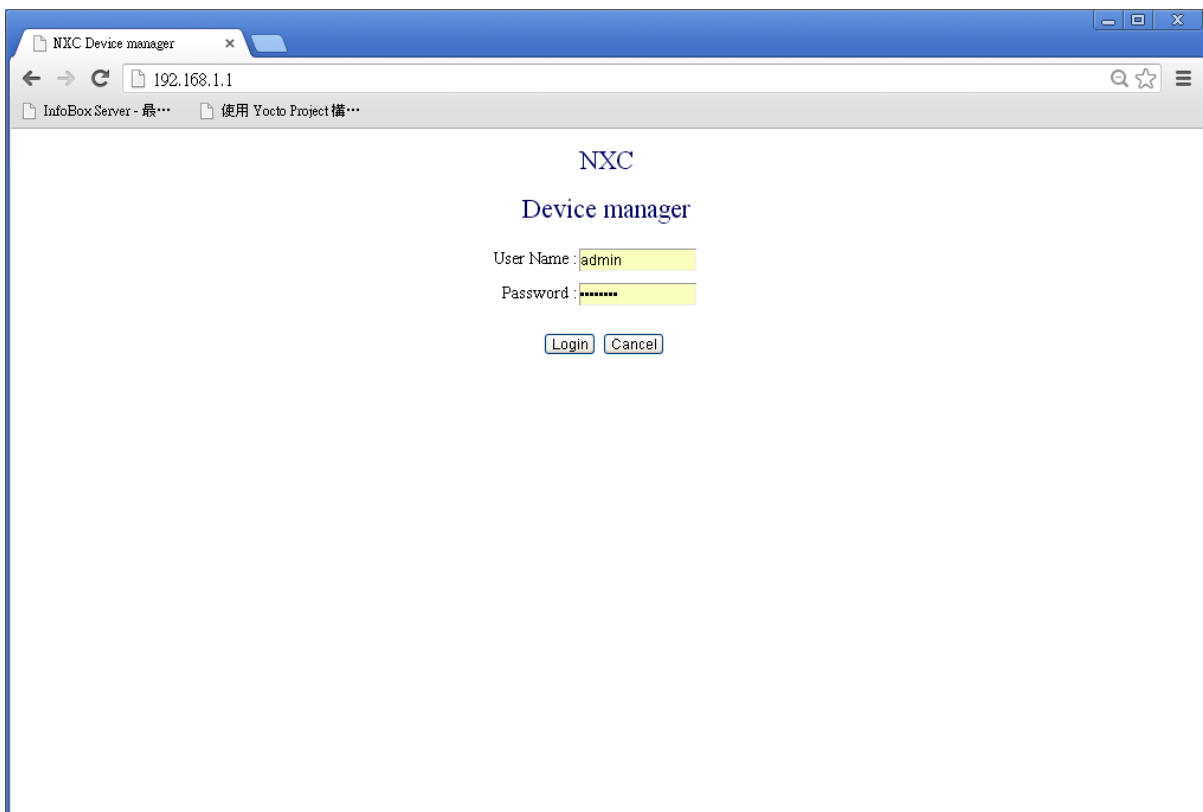 NXC Device manager
192.168.1.1
InfoBox Server - 最… 使用 Yocto Project 構…
NXC
Device manager
User Name : admin
Password : ••••••••
Login Cancel